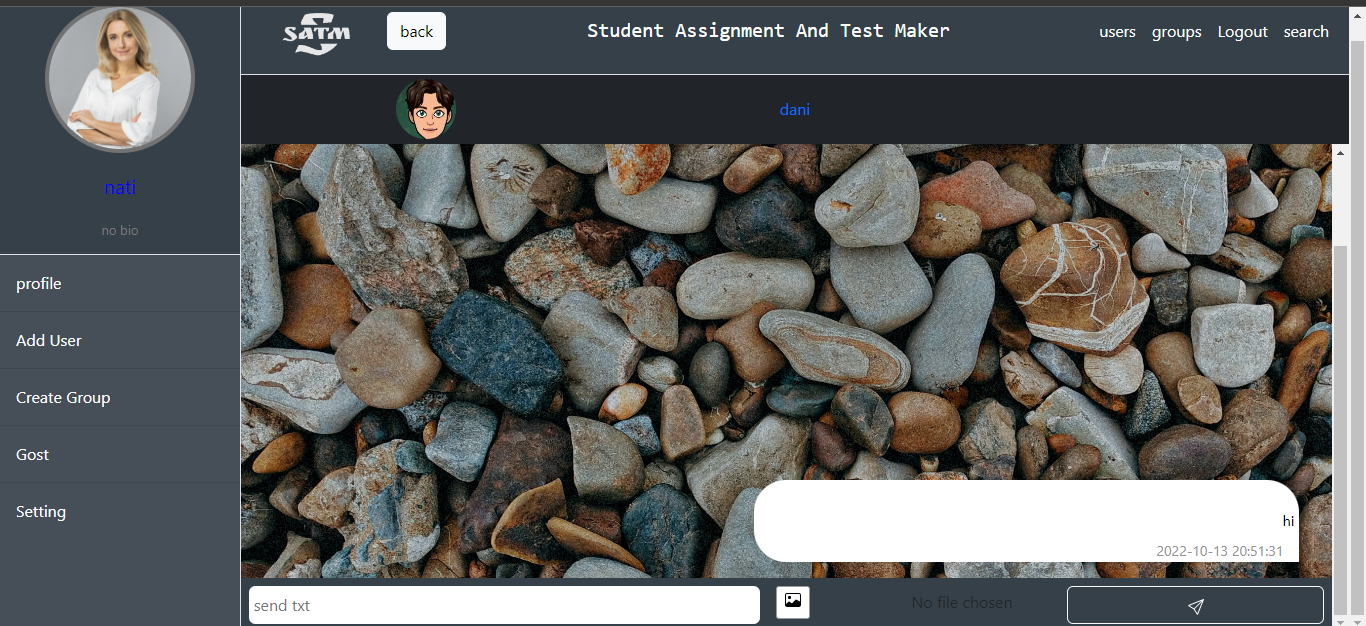 SATM
back
Student Assignment And Test Maker
users groups Logout search
nati
no bio
profile
Add User
Create Group
Gost
Setting
dani
hi
2022-10-13 20:51:31
send txt
No file chosen